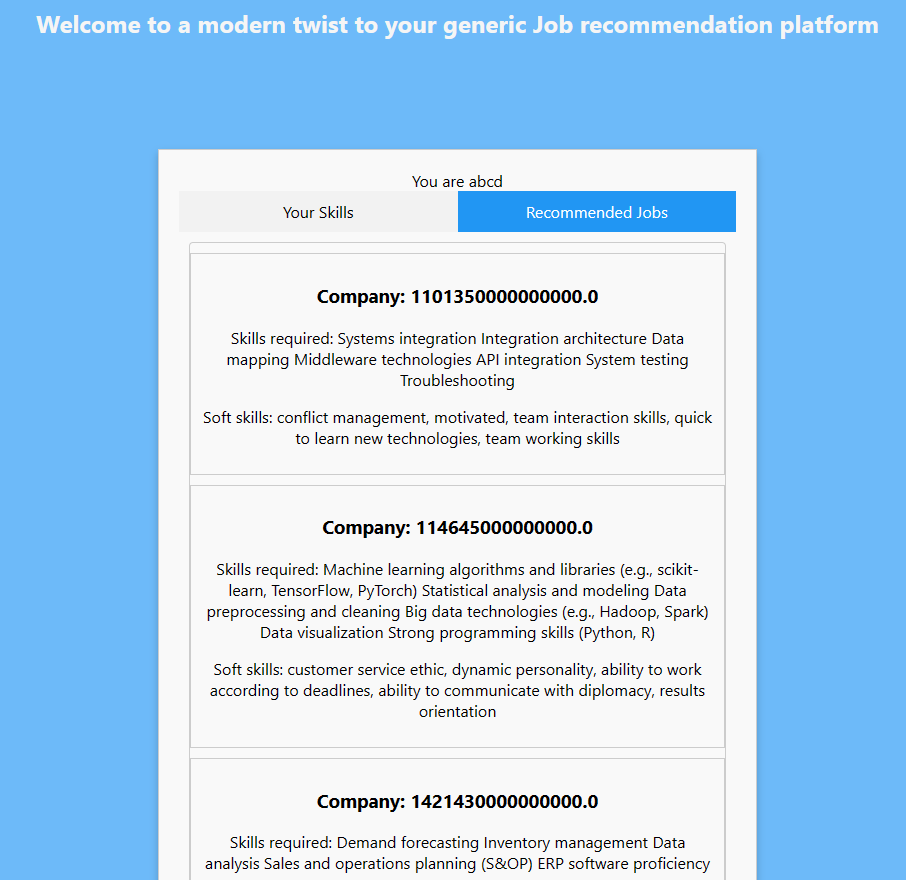 Welcome to a modern twist to your generic Job recommendation platform
You are abcd
Your Skills
Recommended Jobs
Company: 1101350000000000.0
Skills required: Systems integration Integration architecture Data
mapping Middleware technologies API integration System testing
Troubleshooting
Soft skills: conflict management, motivated, team interaction skills, quick
to learn new technologies, team working skills
Company: 114645000000000.0
Skills required: Machine learning algorithms and libraries (e.g., scikit-
learn, TensorFlow, PyTorch) Statistical analysis and modeling Data
preprocessing and cleaning Big data technologies (e.g., Hadoop, Spark)
Data visualization Strong programming skills (Python, R)
Soft skills: customer service ethic, dynamic personality, ability to work
according to deadlines, ability to communicate with diplomacy, results
orientation
Company: 1421430000000000.0
Skills required: Demand forecasting Inventory management Data
analysis Sales and operations planning (S&OP) ERP software proficiency